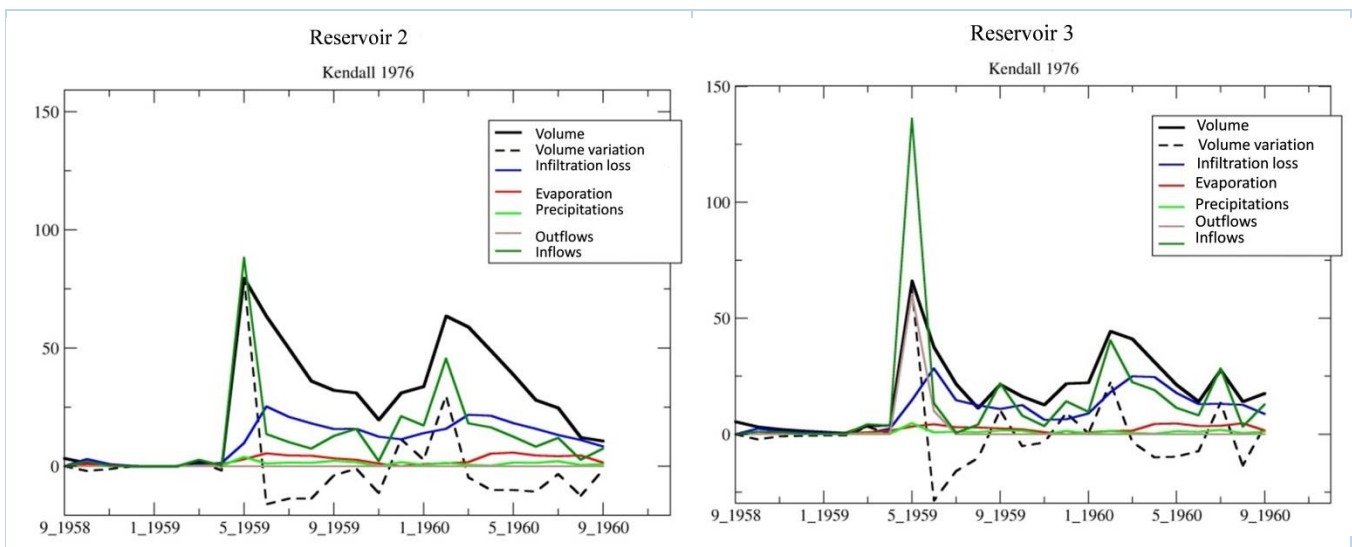 Reservoir 2
Kendall 1976
150
100
50
0
Volume
Volume variation
Infiltration loss
Evaporation
Precipitations
Outflows
Inflows
9_1958
1_1959
5_1959
9_1959
1_1960
5_1960
9_1960
Reservoir 3
Kendall 1976
150
100
50
0
Volume
Volume variation
Infiltration loss
Evaporation
Precipitations
Outflows
Inflows
9_1958
1_1959
5_1959
9_1959
1_1960
5_1960
9_1960